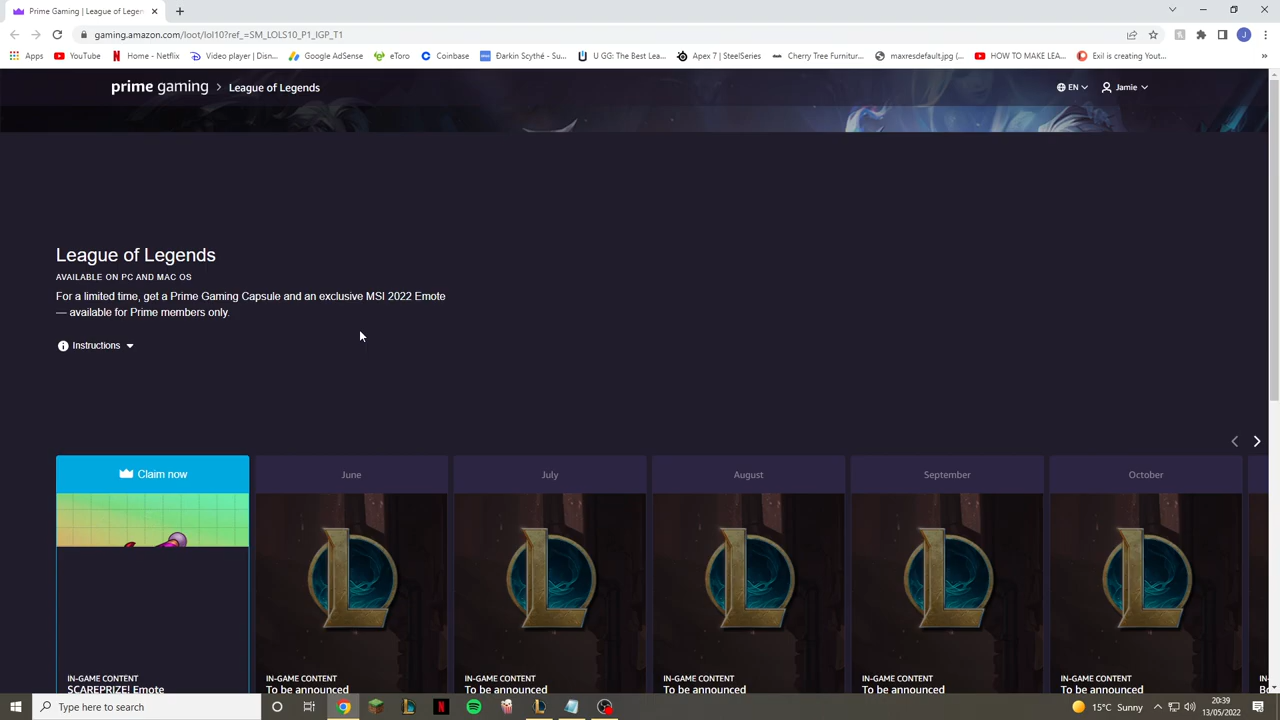 Prime Gaming | League of Legen
gaming.amazon.com/loot/lol10?ref_=SM_LOLS10_P1_IGP_T1
Apps YouTube Home - Netflix Video player | Disn... Google AdSense eToro Coinbase Đarkin Scythé - Su... U GG: The Best Lea... Apex 7 | SteelSeries Cherry Tree Furnitur... maxresdefault.jpg (... HOW TO MAKE LEA... Exil is creating Yout... »
prime gaming > League of Legends EN Jamie
League of Legends
AVAILABLE ON PC AND MAC OS
For a limited time, get a Prime Gaming Capsule and an exclusive MSI 2022 Emote
— available for Prime members only.
Instructions
Claim now June July August September October
IN-GAME CONTENT IN-GAME CONTENT IN-GAME CONTENT IN-GAME CONTENT IN-GAME CONTENT IN-GAME CONTENT IN
SCAREPRIZE! Emote To be announced To be announced To be announced To be announced To be announced
Type here to search 15°C Sunny 20:39
13/05/2022